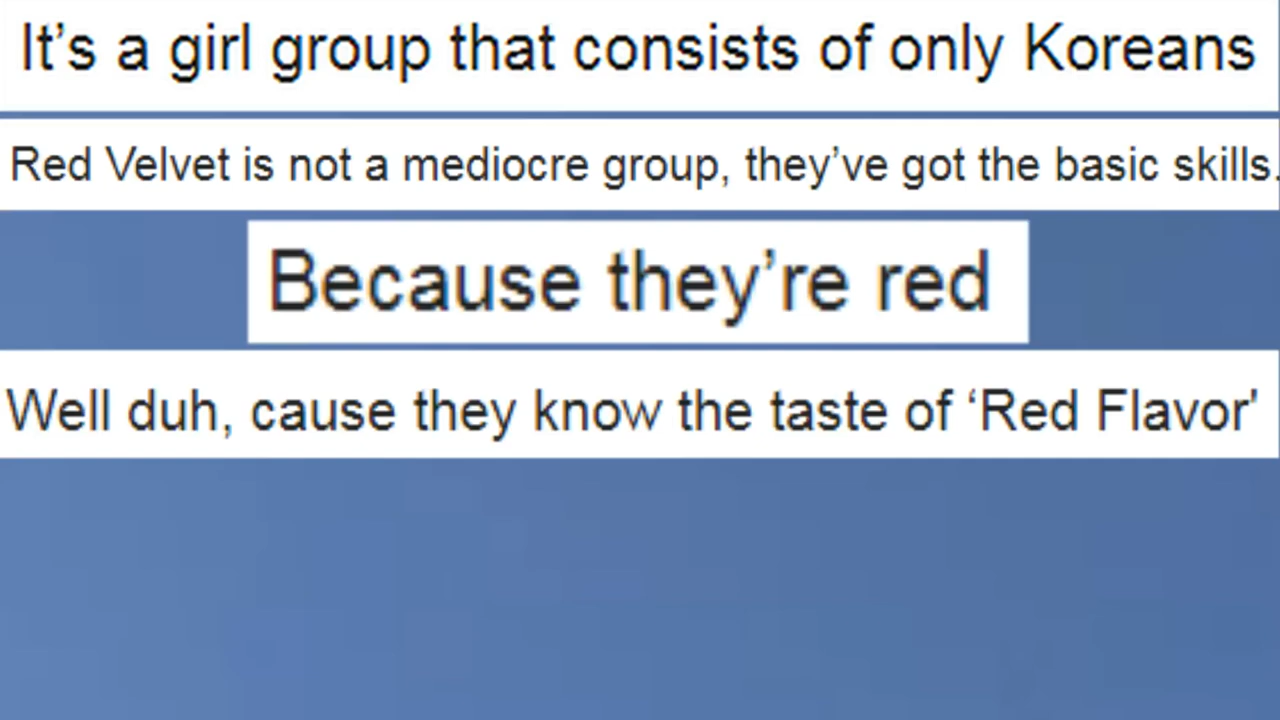 It’s a girl group that consists of only Koreans
Red Velvet is not a mediocre group, they’ve got the basic skills.
Because they’re red
Well duh, cause they know the taste of ‘Red Flavor'